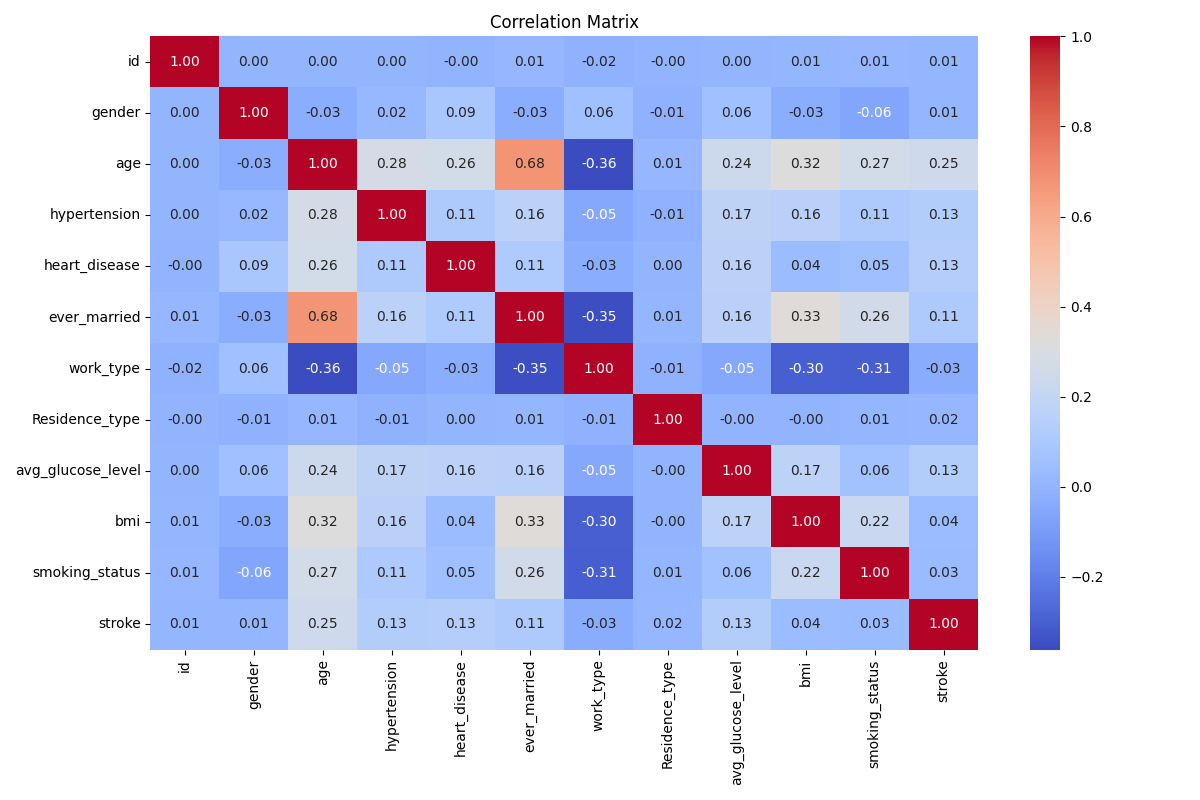 Correlation Matrix
id 1.00 0.00 0.00 0.00 -0.00 0.01 -0.02 -0.00 0.00 0.01 0.01 0.01
gender 0.00 1.00 -0.03 0.02 0.09 -0.03 0.06 -0.01 0.06 -0.03 -0.06 0.01
age 0.00 -0.03 1.00 0.28 0.26 0.68 -0.36 0.01 0.24 0.32 0.27 0.25
hypertension 0.00 0.02 0.28 1.00 0.11 0.16 -0.05 -0.01 0.17 0.16 0.11 0.13
heart_disease -0.00 0.09 0.26 0.11 1.00 0.11 -0.03 0.00 0.16 0.04 0.05 0.13
ever_married 0.01 -0.03 0.68 0.16 0.11 1.00 -0.35 0.01 0.16 0.33 0.26 0.11
work_type -0.02 0.06 -0.36 -0.05 -0.03 -0.35 1.00 -0.01 -0.05 -0.30 -0.31 -0.03
Residence_type -0.00 -0.01 0.01 -0.01 0.00 0.01 -0.01 1.00 -0.00 -0.00 0.01 0.02
avg_glucose_level 0.00 0.06 0.24 0.17 0.16 0.16 -0.05 -0.00 1.00 0.17 0.06 0.13
bmi 0.01 -0.03 0.32 0.16 0.04 0.33 -0.30 -0.00 0.17 1.00 0.22 0.04
smoking_status 0.01 -0.06 0.27 0.11 0.05 0.26 -0.31 0.01 0.06 0.22 1.00 0.03
stroke 0.01 0.01 0.25 0.13 0.13 0.11 -0.03 0.02 0.13 0.04 0.03 1.00
id gender age hypertension heart_disease ever_married work_type Residence_type avg_glucose_level bmi smoking_status stroke
1.0
0.8
0.6
0.4
0.2
0.0
−0.2